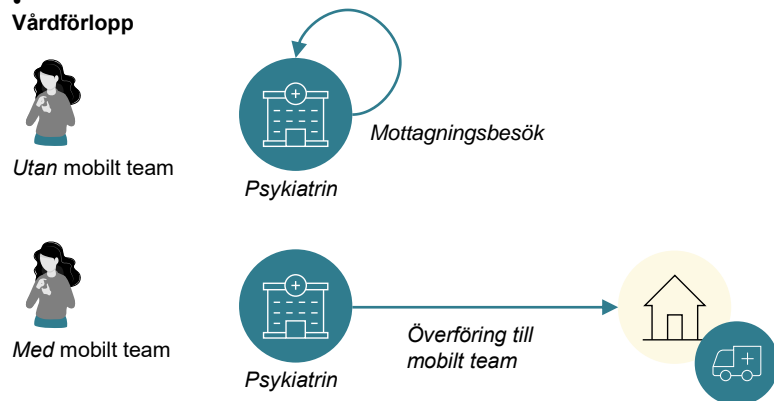 Vårdförlopp
Mottagningsbesök
Utan mobilt team
Psykiatrin
Överföring till
mobilt team
Med mobilt team
Psykiatrin